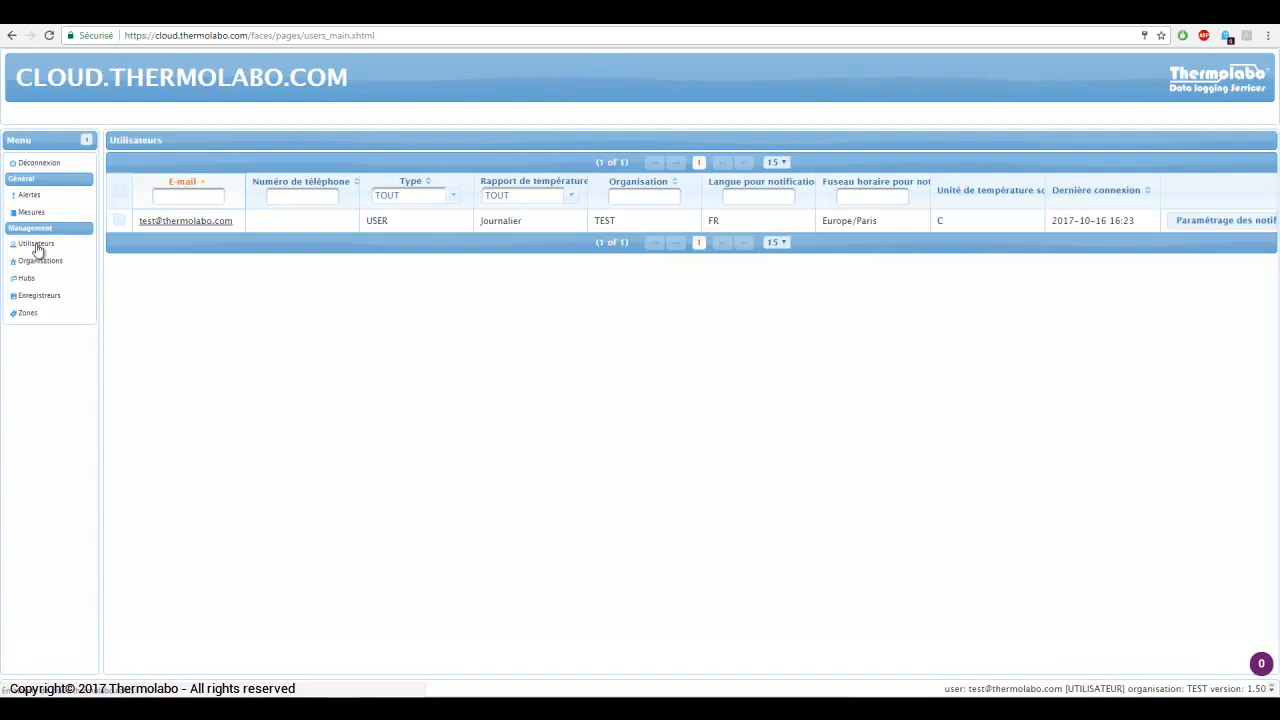 Sécurisé
https://cloud.thermolabo.com/faces/pages/users_main.xhtml
ABP
0
CLOUD.THERMOLABO.COM
Thermolabo
Data logging Services
Menu
Déconnexion
Général
Alertes
Mesures
Management
Utilisateurs
Organisations
Hubs
Enregistreurs
Zones
Utilisateurs
(1 of 1) 1 15
E-mail
Numéro de téléphone
Type
TOUT
Rapport de température
TOUT
Organisation
Langue pour notificatio
Fuseau horaire pour not
Unité de température so
Dernière connexion
test@thermolabo.com USER Journalier TEST FR Europe/Paris C 2017-10-16 16:23 Paramétrage des notif
(1 of 1) 1 15
0
Copyright© 2017 Thermolabo - All rights reserved
user: test@thermolabo.com [UTILISATEUR] organisation: TEST version: 1.50